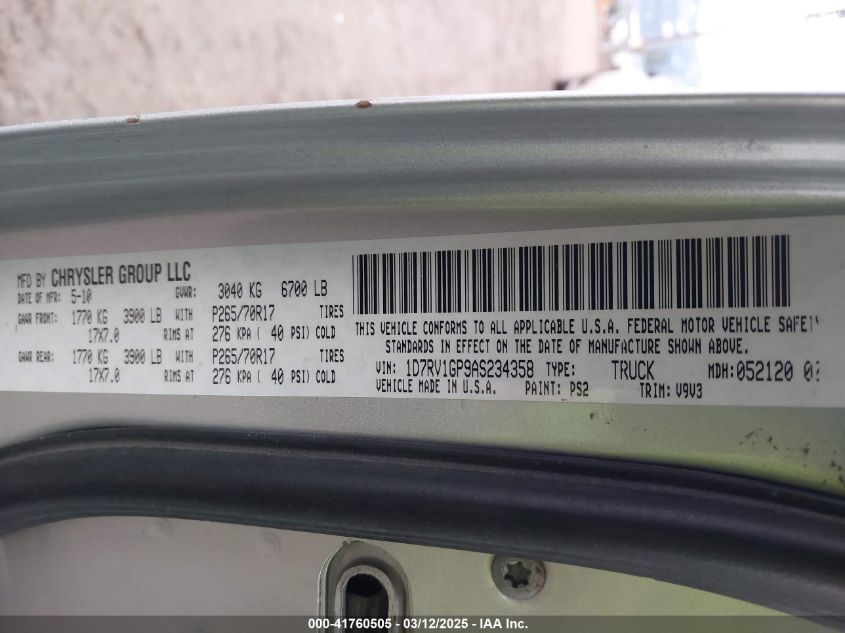 MFD BY CHRYSLER GROUP LLC
DATE OF MFR: 5-10 GVWR: 3040 KG 6700 LB
GAWR FRONT: 1770 KG 3900 LB WITH P265/70R17 TIRES
17X7.0 RIMS AT 276 KPA ( 40 PSI) COLD
GAWR REAR: 1770 KG 3900 LB WITH P265/70R17 TIRES
17X7.0 RIMS AT 276 KPA ( 40 PSI) COLD
THIS VEHICLE CONFORMS TO ALL APPLICABLE U.S.A. FEDERAL MOTOR VEHICLE SAFETY
STANDARDS IN EFFECT ON THE DATE OF MANUFACTURE SHOWN ABOVE.
VIN: 1D7RV1GP9AS234358 TYPE: TRUCK MDH:052120
VEHICLE MADE IN U.S.A. PAINT: PS2 TRIM: V9V3
000-41760505 - 03/12/2025 - IAA Inc.